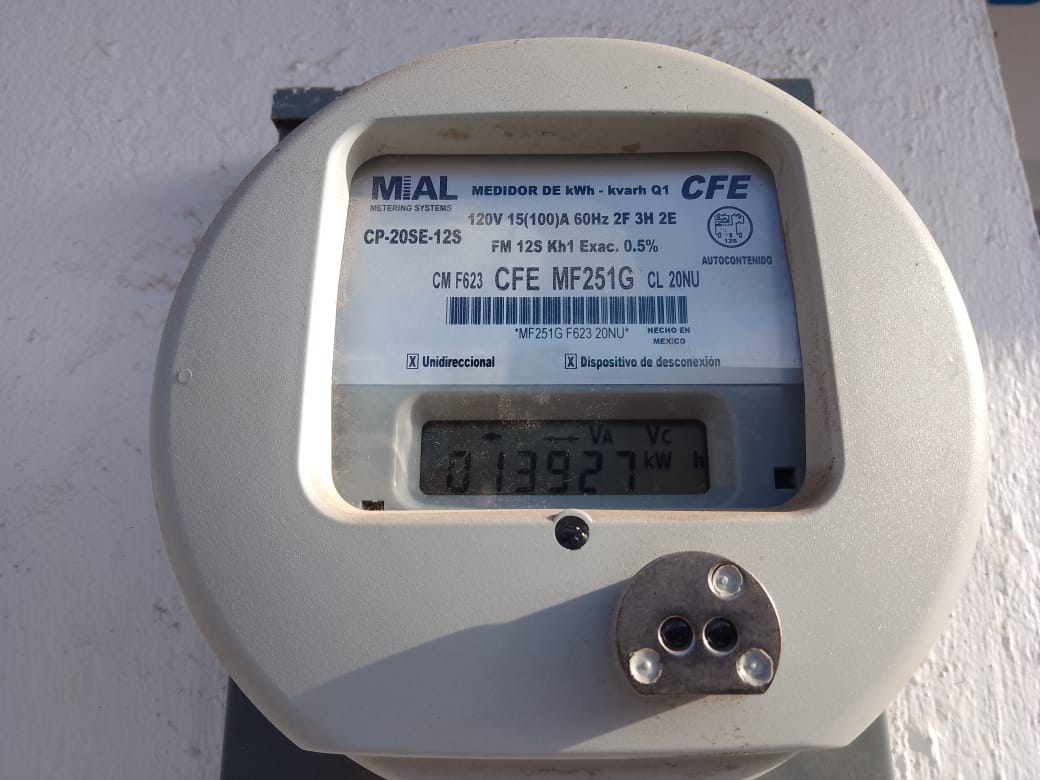 MIAL MEDIDOR DE kWh - kvarh Q1 CFE
METERING SYSTEMS
120V 15(100)A 60Hz 2F 3H 2E
CP-20SE-12S
FM 12S Kh1 Exac. 0.5%
12S
AUTOCONTENIDO
CM F623 CFE MF251G CL 20NU
*MF251G F623 20NU*
HECHO EN
MEXICO
X Unidireccional X Dispositivo de desconexión
VA VC
013927 kW h